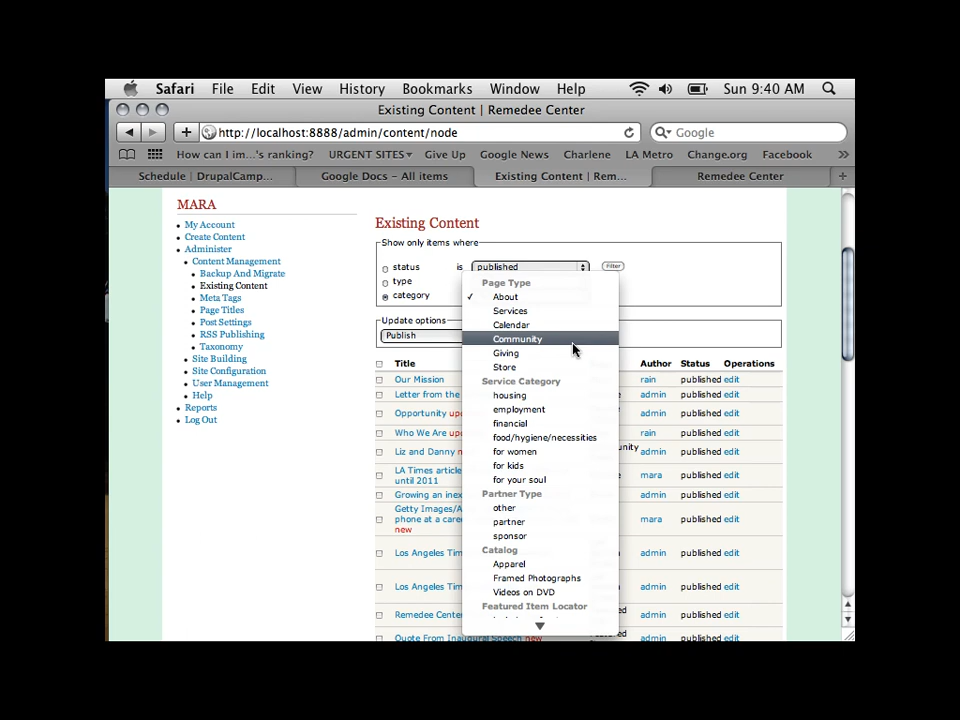 Safari File Edit View History Bookmarks Window Help Sun 9:40 AM
Existing Content | Remedee Center
http://localhost:8888/admin/content/node Google
How can I im...'s ranking? URGENT SITES▾ Give Up Google News Charlene LA Metro Change.org Facebook »
Schedule | DrupalCamp... Google Docs - All items Existing Content | Rem... Remedee Center +
MARA
My Account
Create Content
Administer
Content Management
Backup And Migrate
Existing Content
Meta Tags
Page Titles
Post Settings
RSS Publishing
Taxonomy
Site Building
Site Configuration
User Management
Help
Reports
Log Out
Existing Content
Show only items where
status is published Filter
type
category
Update options
Publish
Page Type
✓ About
Services
Calendar
Community
Giving
Store
Service Category
housing
employment
financial
food/hygiene/necessities
for women
for kids
for your soul
Partner Type
other
partner
sponsor
Catalog
Apparel
Framed Photographs
Videos on DVD
Featured Item Locator
Title Author Status Operations
Our Mission rain published edit
Letter from the admin published edit
Opportunity admin published edit
Who We Are rain published edit
Liz and Danny admin published edit
LA Times article
until 2011 mara published edit
Growing an admin published edit
Getty Images/
phone at a mara published edit
new
Los Angeles admin published edit
Los Angeles admin published edit
Remedee admin published edit
Quote From Inaugural Speech new admin published edit